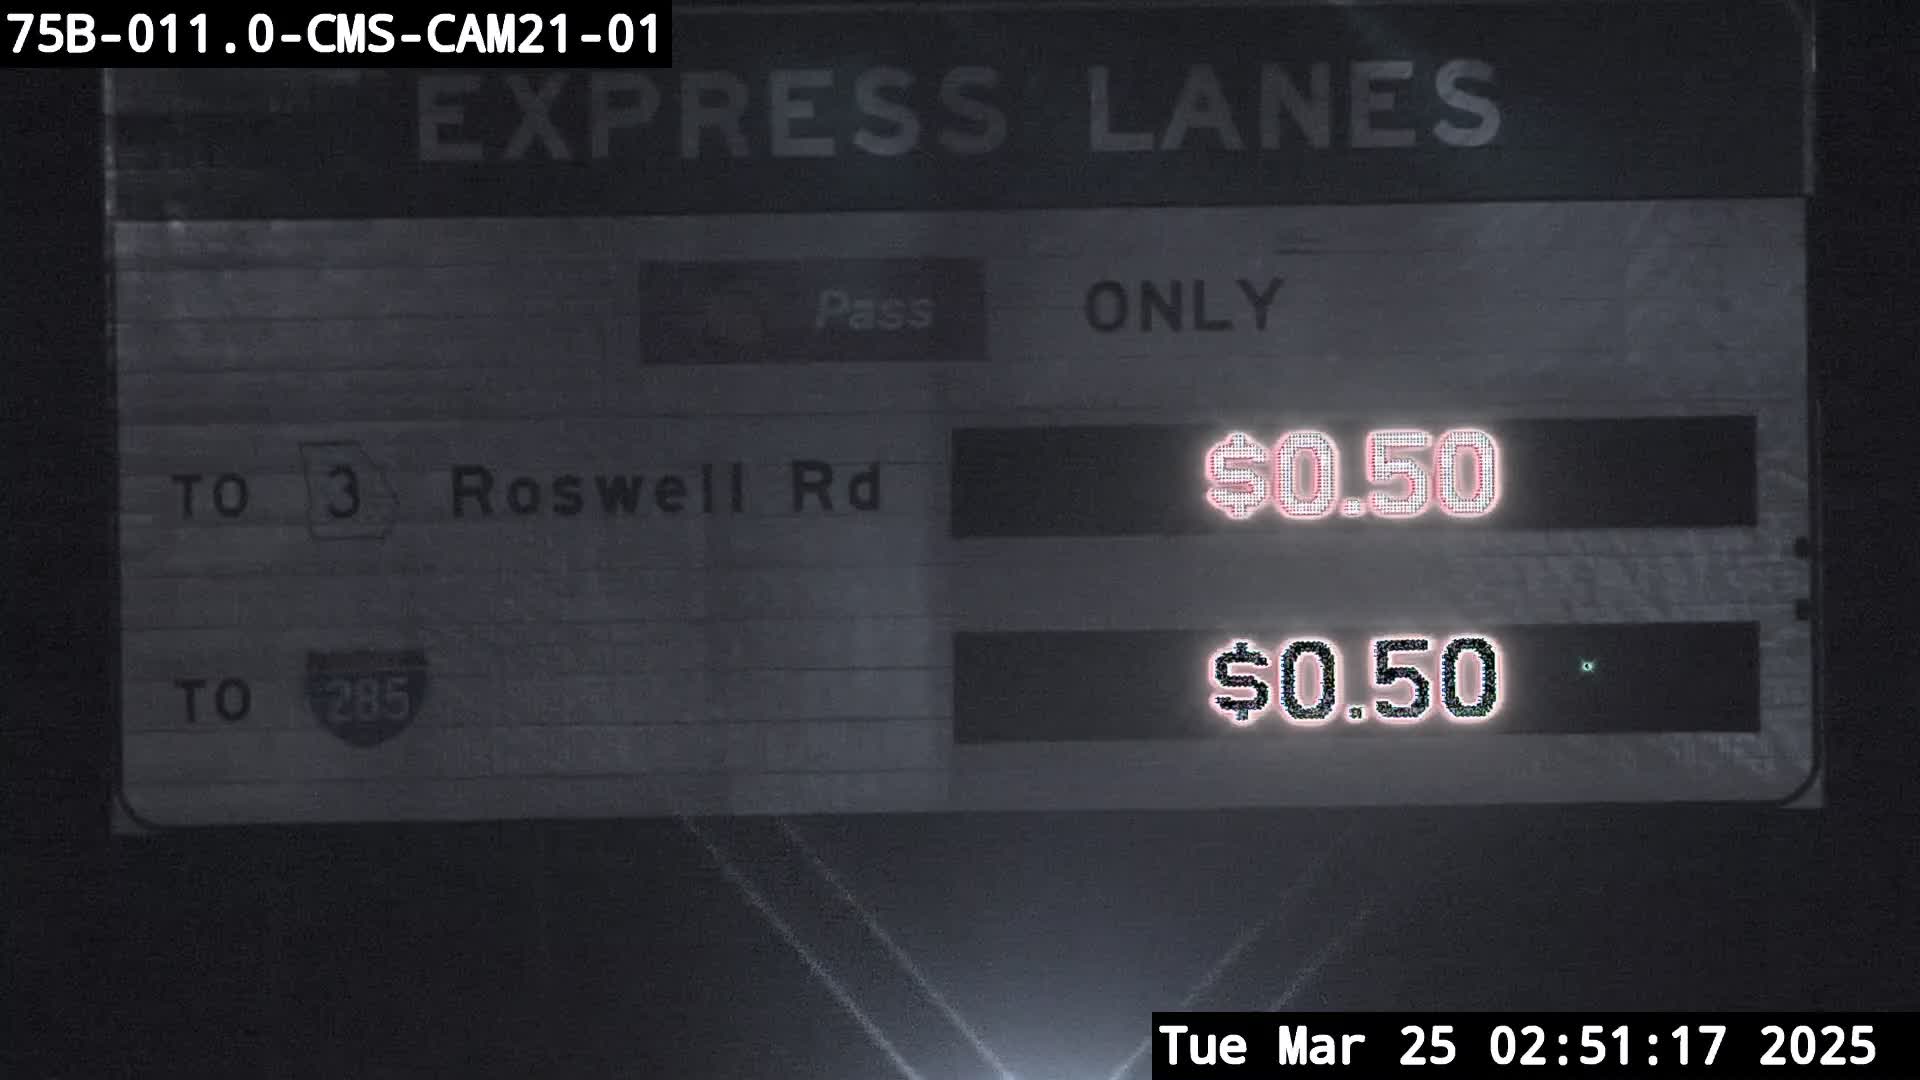 75B-011.0-CMS-CAM21-01
EXPRESS LANES
Pass ONLY
TO 3 Roswell Rd $0.50
TO 285 $0.50
Tue Mar 25 02:51:17 2025